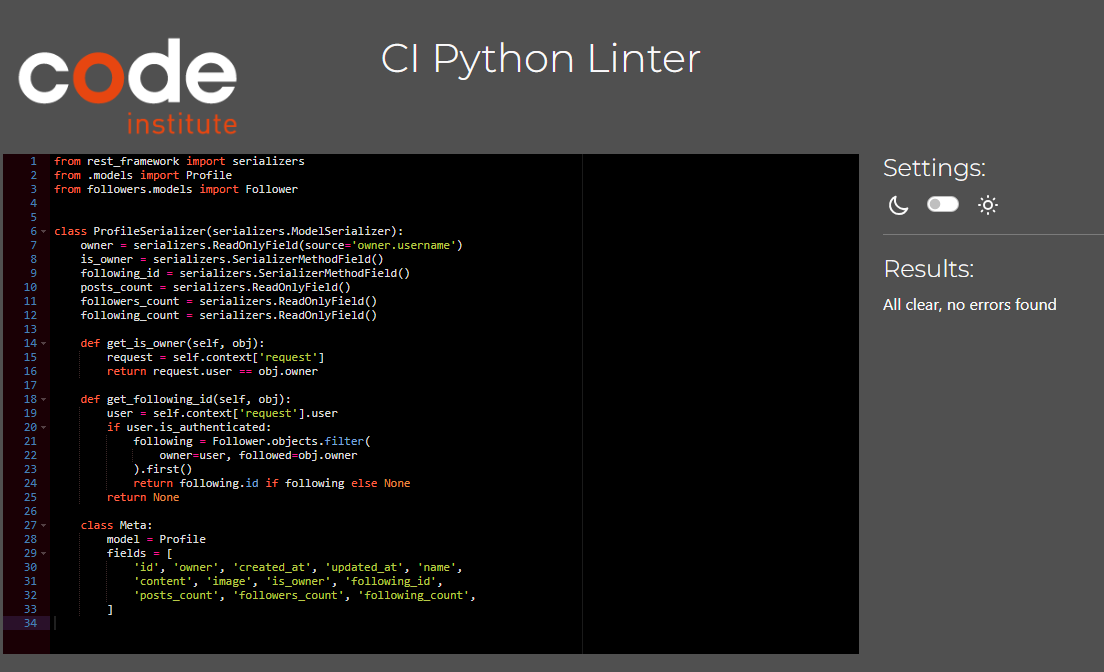 code
institute
CI Python Linter
1 from rest_framework import serializers
2 from .models import Profile
3 from followers.models import Follower
4
5
6 class ProfileSerializer(serializers.ModelSerializer):
7     owner = serializers.ReadOnlyField(source='owner.username')
8     is_owner = serializers.SerializerMethodField()
9     following_id = serializers.SerializerMethodField()
10     posts_count = serializers.ReadOnlyField()
11     followers_count = serializers.ReadOnlyField()
12     following_count = serializers.ReadOnlyField()
13
14     def get_is_owner(self, obj):
15         request = self.context['request']
16         return request.user == obj.owner
17
18     def get_following_id(self, obj):
19         user = self.context['request'].user
20         if user.is_authenticated:
21             following = Follower.objects.filter(
22                 owner=user, followed=obj.owner
23             ).first()
24             return following.id if following else None
25         return None
26
27     class Meta:
28         model = Profile
29         fields = [
30             'id', 'owner', 'created_at', 'updated_at', 'name',
31             'content', 'image', 'is_owner', 'following_id',
32             'posts_count', 'followers_count', 'following_count',
33         ]
34
Settings:
Results:
All clear, no errors found